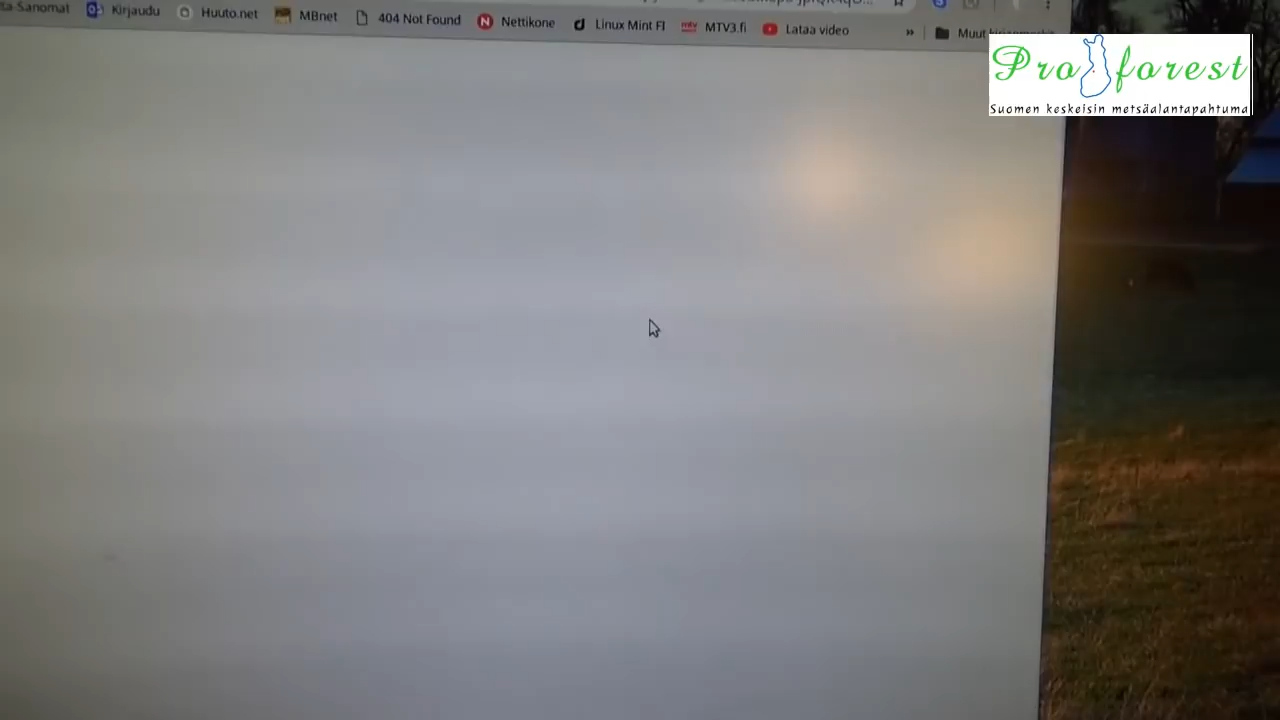 Kirjaudu Huuto.net MBnet 404 Not Found Nettikone Linux Mint FI MTV3.fi Lataa video » Muut
Pro forest
Suomen keskeisin metsäalantapahtuma